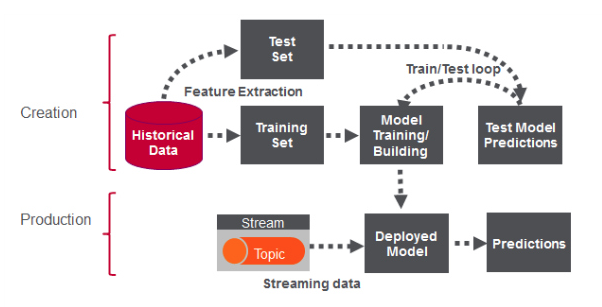 Test
Set
Train/Test loop
Feature Extraction
Creation
Historical
Data
Training
Set
Model
Training/
Building
Test Model
Predictions
Production
Stream
Topic
Deployed
Model
Predictions
Streaming data